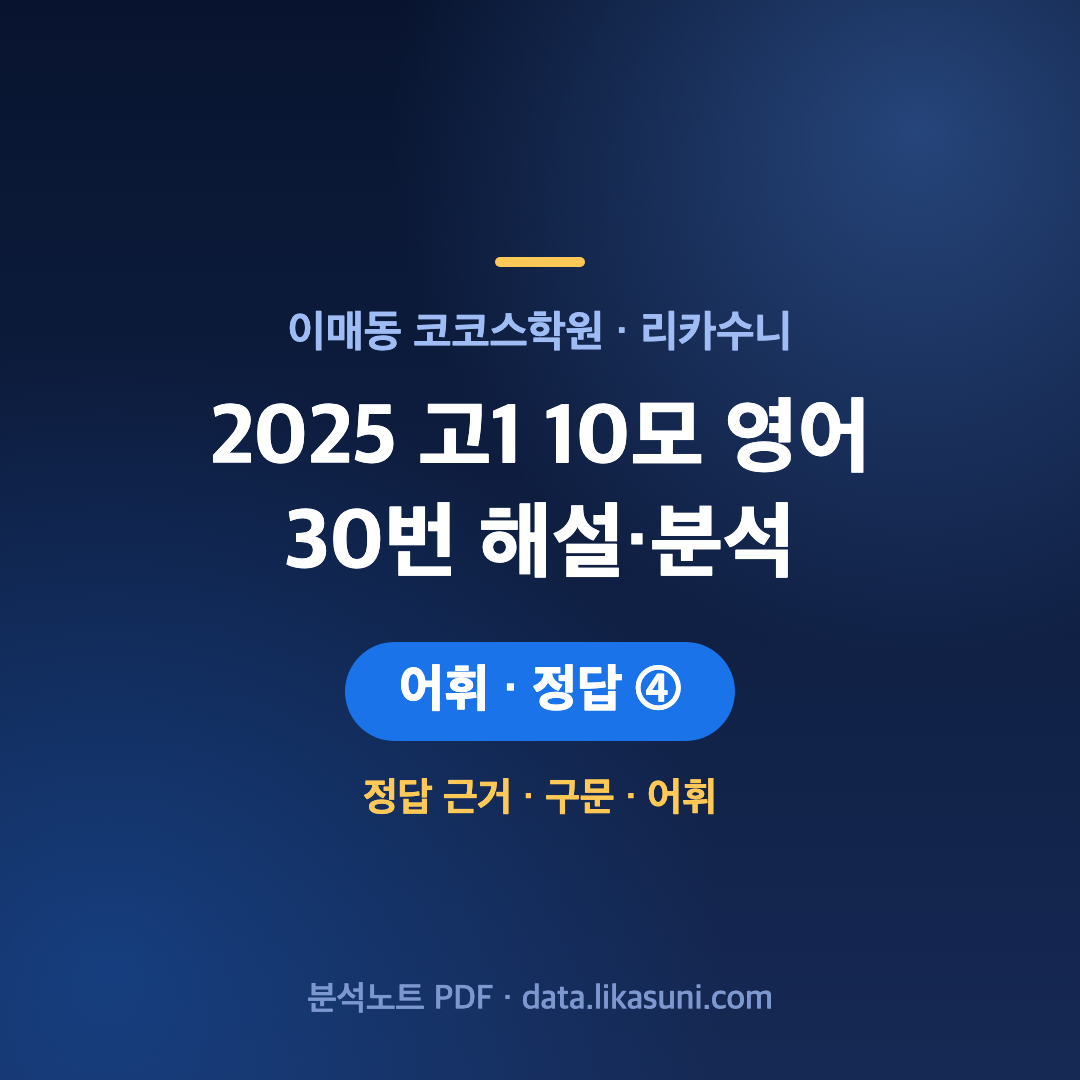 이매동 코코스학원 · 리카수니
2025 고1 10모 영어
30번 해설·분석
어휘 · 정답 ④
정답 근거 · 구문 · 어휘
분석노트 PDF · data.likasuni.com